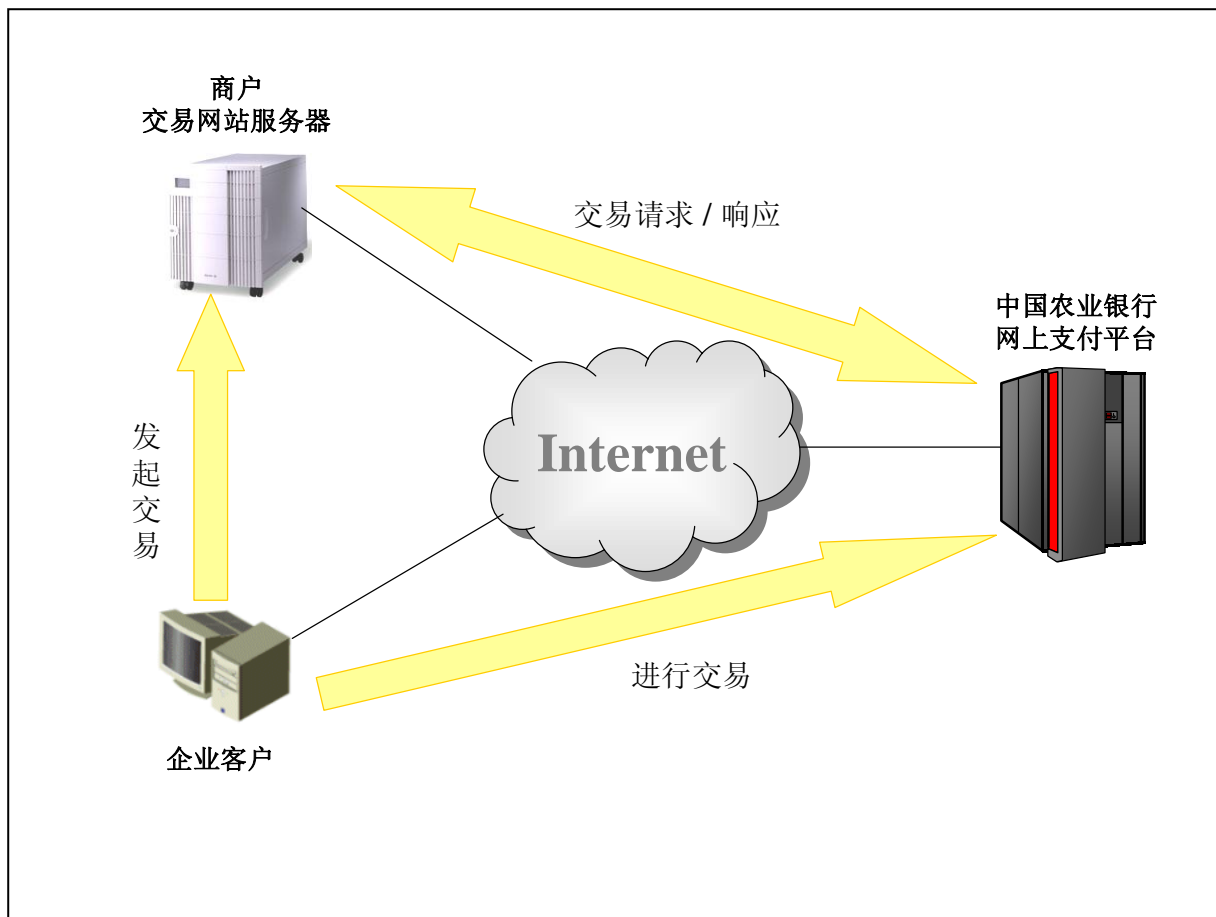 商户
交易网站服务器
交易请求 / 响应
中国农业银行
网上支付平台
Internet
发
起
交
易
进行交易
企业客户